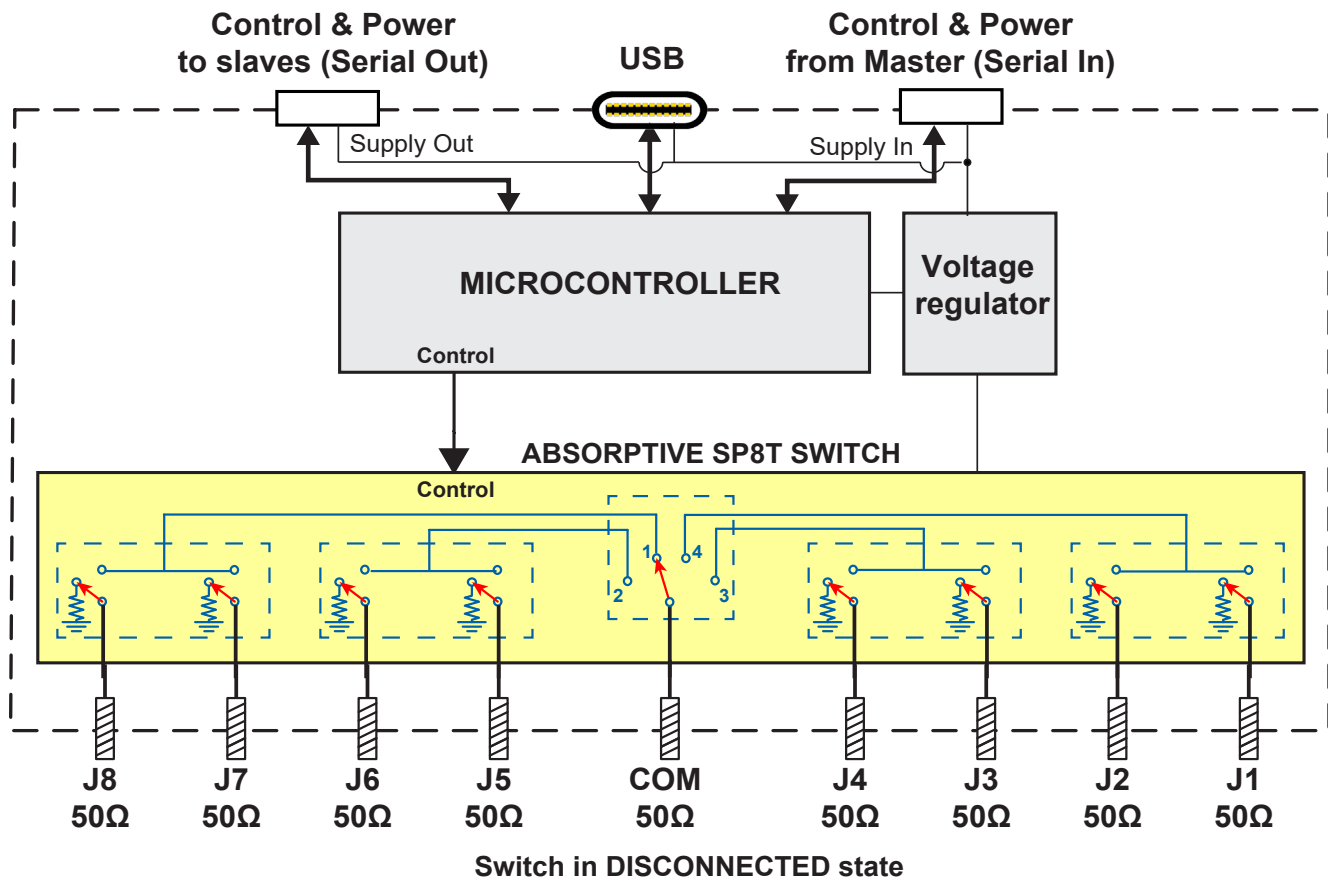 Control & Power
to slaves (Serial Out)
USB
Control & Power
from Master (Serial In)
Supply Out
Supply In
MICROCONTROLLER
Voltage
regulator
Control
ABSORPTIVE SP8T SWITCH
Control
1
4
2
3
J8
J7
J6
J5
COM
J4
J3
J2
J1
50Ω
50Ω
50Ω
50Ω
50Ω
50Ω
50Ω
50Ω
50Ω
Switch in DISCONNECTED state